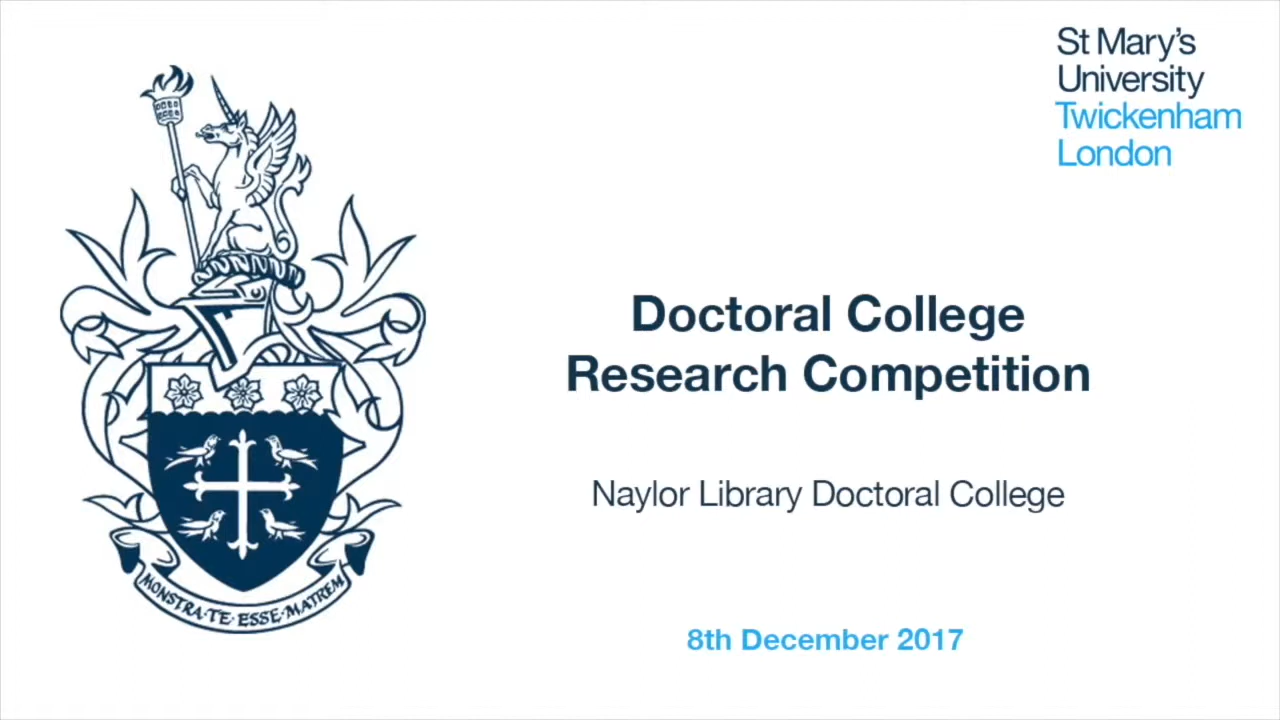 St Mary's
University
Twickenham
London
Doctoral College
Research Competition
Naylor Library Doctoral College
8th December 2017
MONSTRA·TE·ESSE·MATREM